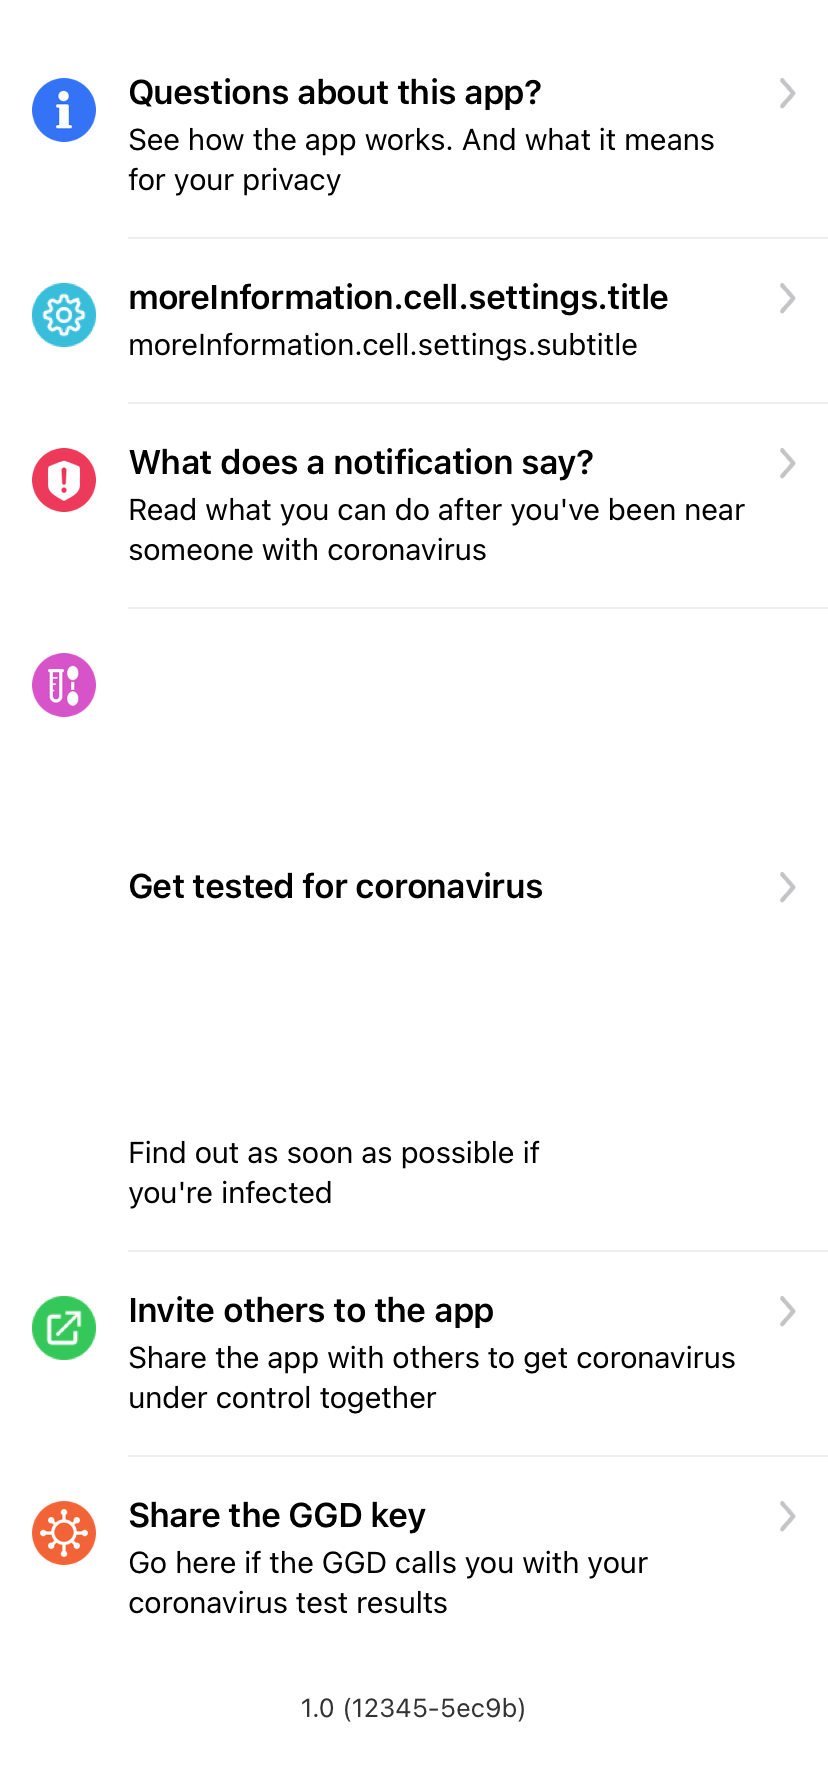 Questions about this app?
See how the app works. And what it means
for your privacy
moreInformation.cell.settings.title
moreInformation.cell.settings.subtitle
What does a notification say?
Read what you can do after you've been near
someone with coronavirus
Get tested for coronavirus
Find out as soon as possible if
you're infected
Invite others to the app
Share the app with others to get coronavirus
under control together
Share the GGD key
Go here if the GGD calls you with your
coronavirus test results
1.0 (12345-5ec9b)